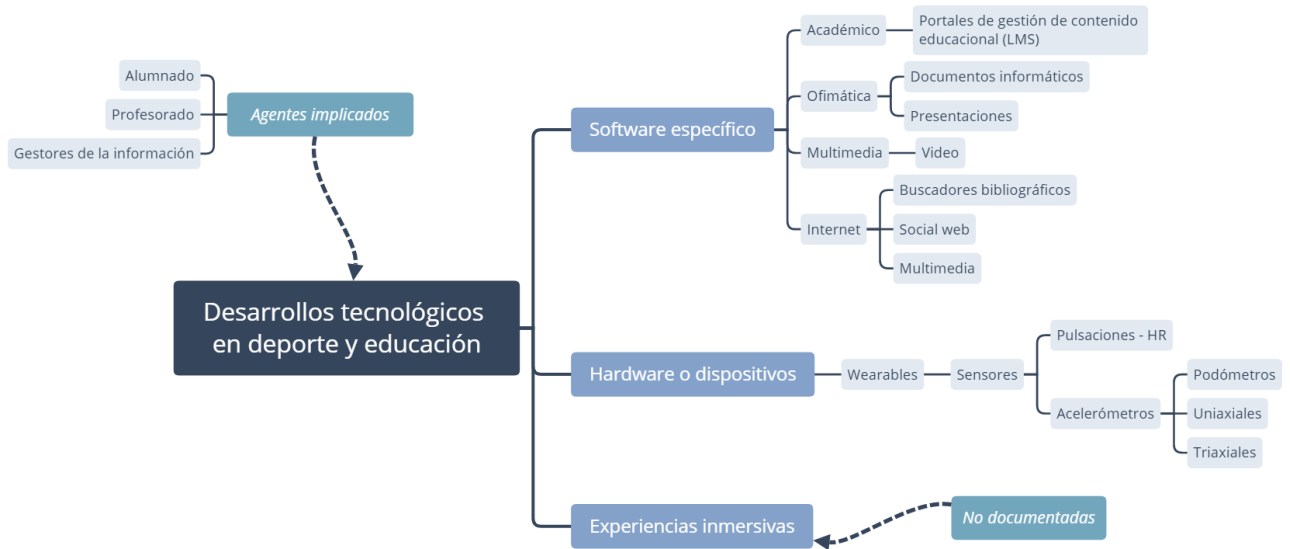 Alumnado
Profesorado
Gestores de la información
Agentes implicados
Desarrollos tecnológicos
en deporte y educación
Software específico
Académico
Portales de gestión de contenido
educacional (LMS)
Ofimática
Documentos informáticos
Presentaciones
Multimedia
Video
Internet
Buscadores bibliográficos
Social web
Multimedia
Hardware o dispositivos
Wearables
Sensores
Pulsaciones - HR
Acelerómetros
Podómetros
Uniaxiales
Triaxiales
Experiencias inmersivas
No documentadas